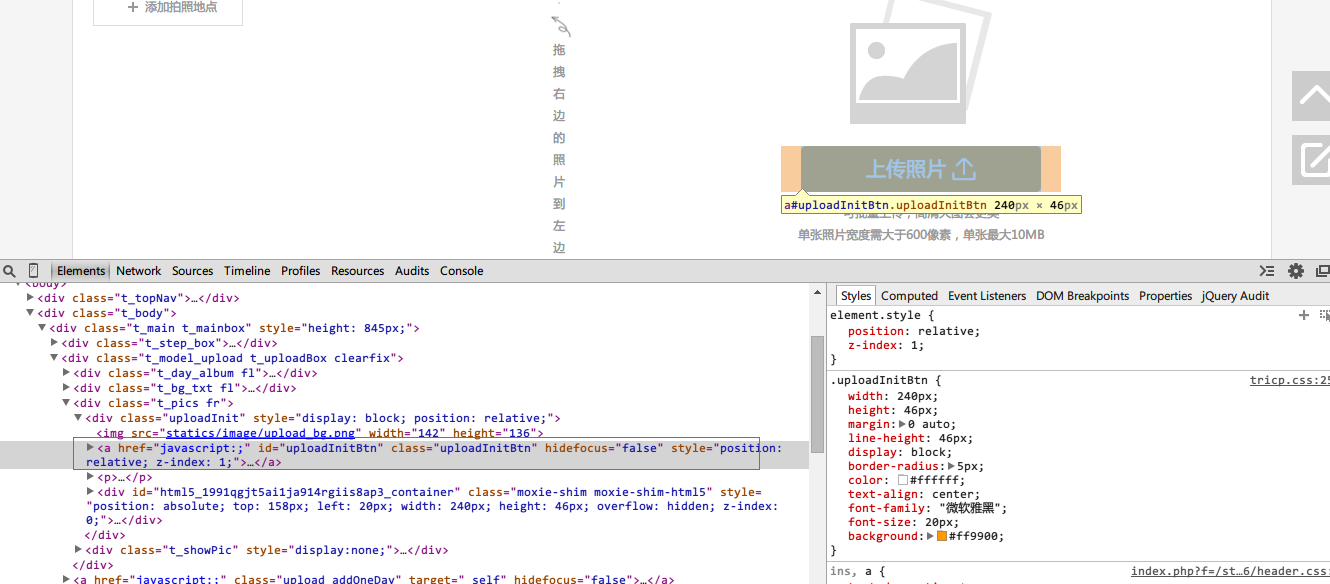 + 添加拍照地点
拖
拽
右
边
的
照
片
到
左
边
上传照片
a#uploadInitBtn.uploadInitBtn 240px × 46px
单张照片宽度需大于600像素，单张最大10MB
Elements Network Sources Timeline Profiles Resources Audits Console
<body>
▶<div class="t_topNav">…</div>
▼<div class="t_body">
▼<div class="t_main t_mainbox" style="height: 845px;">
▶<div class="t_step_box">…</div>
▼<div class="t_model_upload t_uploadBox clearfix">
▶<div class="t_day_album fl">…</div>
▶<div class="t_bg_txt fl">…</div>
▼<div class="t_pics fr">
▼<div class="uploadInit" style="display: block; position: relative;">
<img src="statics/image/upload_bg.png" width="142" height="136">
▶<a href="javascript:;" id="uploadInitBtn" class="uploadInitBtn" hidefocus="false" style="position:
relative; z-index: 1;">…</a>
▶<p>…</p>
▶<div id="html5_1991qgjt5ai1ja914rgiis8ap3_container" class="moxie-shim moxie-shim-html5" style=
"position: absolute; top: 158px; left: 20px; width: 240px; height: 46px; overflow: hidden; z-index:
0;">…</div>
</div>
▶<div class="t_showPic" style="display:none;">…</div>
</div>
▶<a href="javascript:;" class="upload_addOneDay" target="_self" hidefocus="false">…</a>
Styles Computed Event Listeners DOM Breakpoints Properties jQuery Audit
element.style {
position: relative;
z-index: 1;
}
.uploadInitBtn { tricp.css:25
width: 240px;
height: 46px;
margin:▶0 auto;
line-height: 46px;
display: block;
border-radius:▶5px;
color: #ffffff;
text-align: center;
font-family: "微软雅黑";
font-size: 20px;
background:▶#ff9900;
}
ins, a { index.php?f=/st…6/header.css: